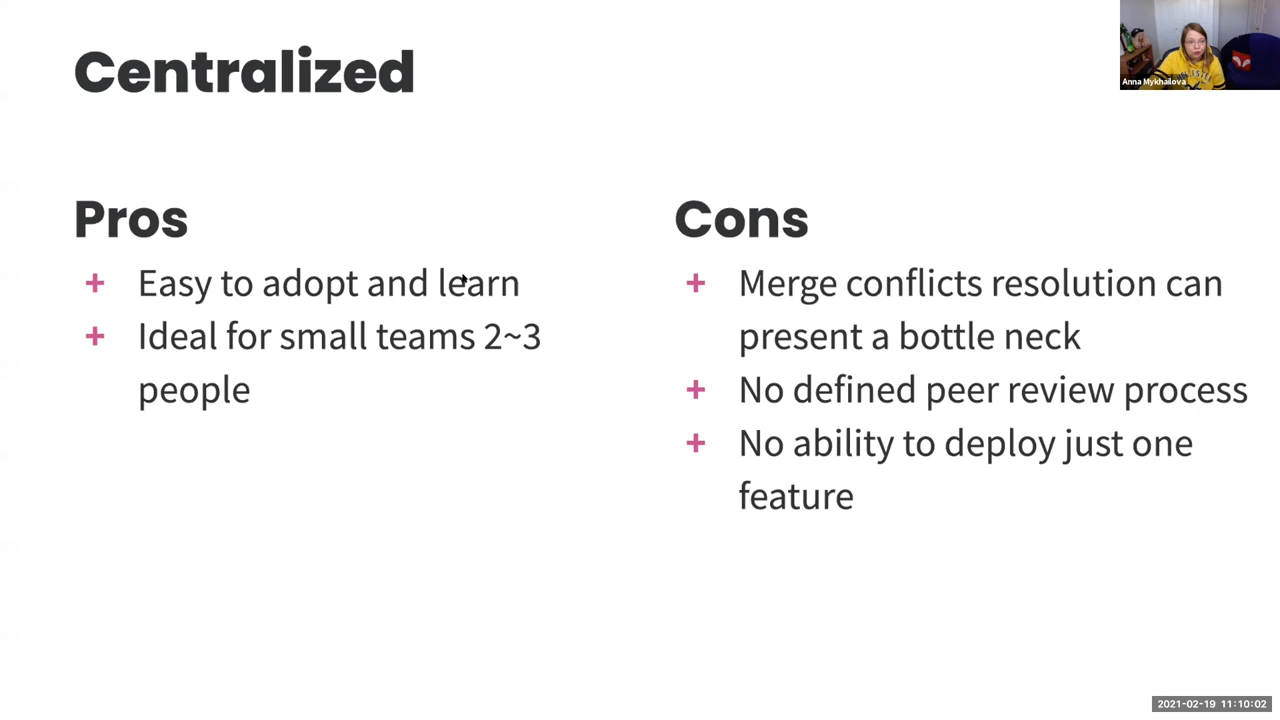 Centralized
Anna Mykhailova
Pros
+ Easy to adopt and learn
+ Ideal for small teams 2~3
people
Cons
+ Merge conflicts resolution can
present a bottle neck
+ No defined peer review process
+ No ability to deploy just one
feature
2021-02-19 11:10:02